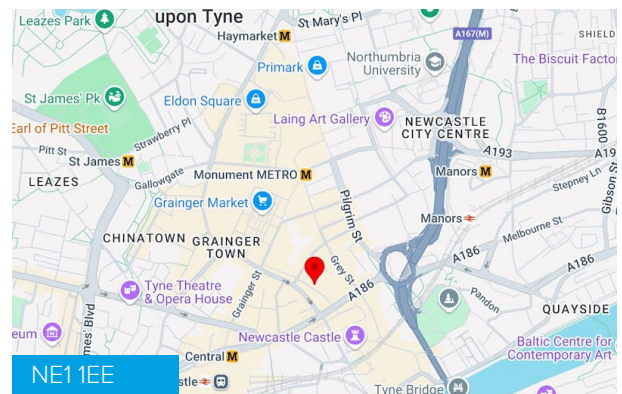 Leazes Park
upon Tyne
St Mary's Pl
Haymarket M
A167(M)
SHIELD
Primark
Northumbria
University
The Biscuit Factor
St James' Pk
Eldon Square
Laing Art Gallery
NEWCASTLE
CITY CENTRE
B1600
Earl of Pitt Street
Strawberry Pl
Pitt St
St James M
Gallowgate
Monument METRO M
A193
A19
Manors M
Stepney Ln
Gibson St
LEAZES
Grainger Market
Pilgrim St
Manors
Melbourne St
CHINATOWN
GRAINGER
TOWN
Grey St
A186
A186
Tyne Theatre
& Opera House
Grainger St
A186
Pandon
QUAYSIDE
eum
mes' Blvd
Newcastle Castle
Baltic Centre for
Contemporary Art
Central M
NE1 1EE
stle
Tyne Bridge